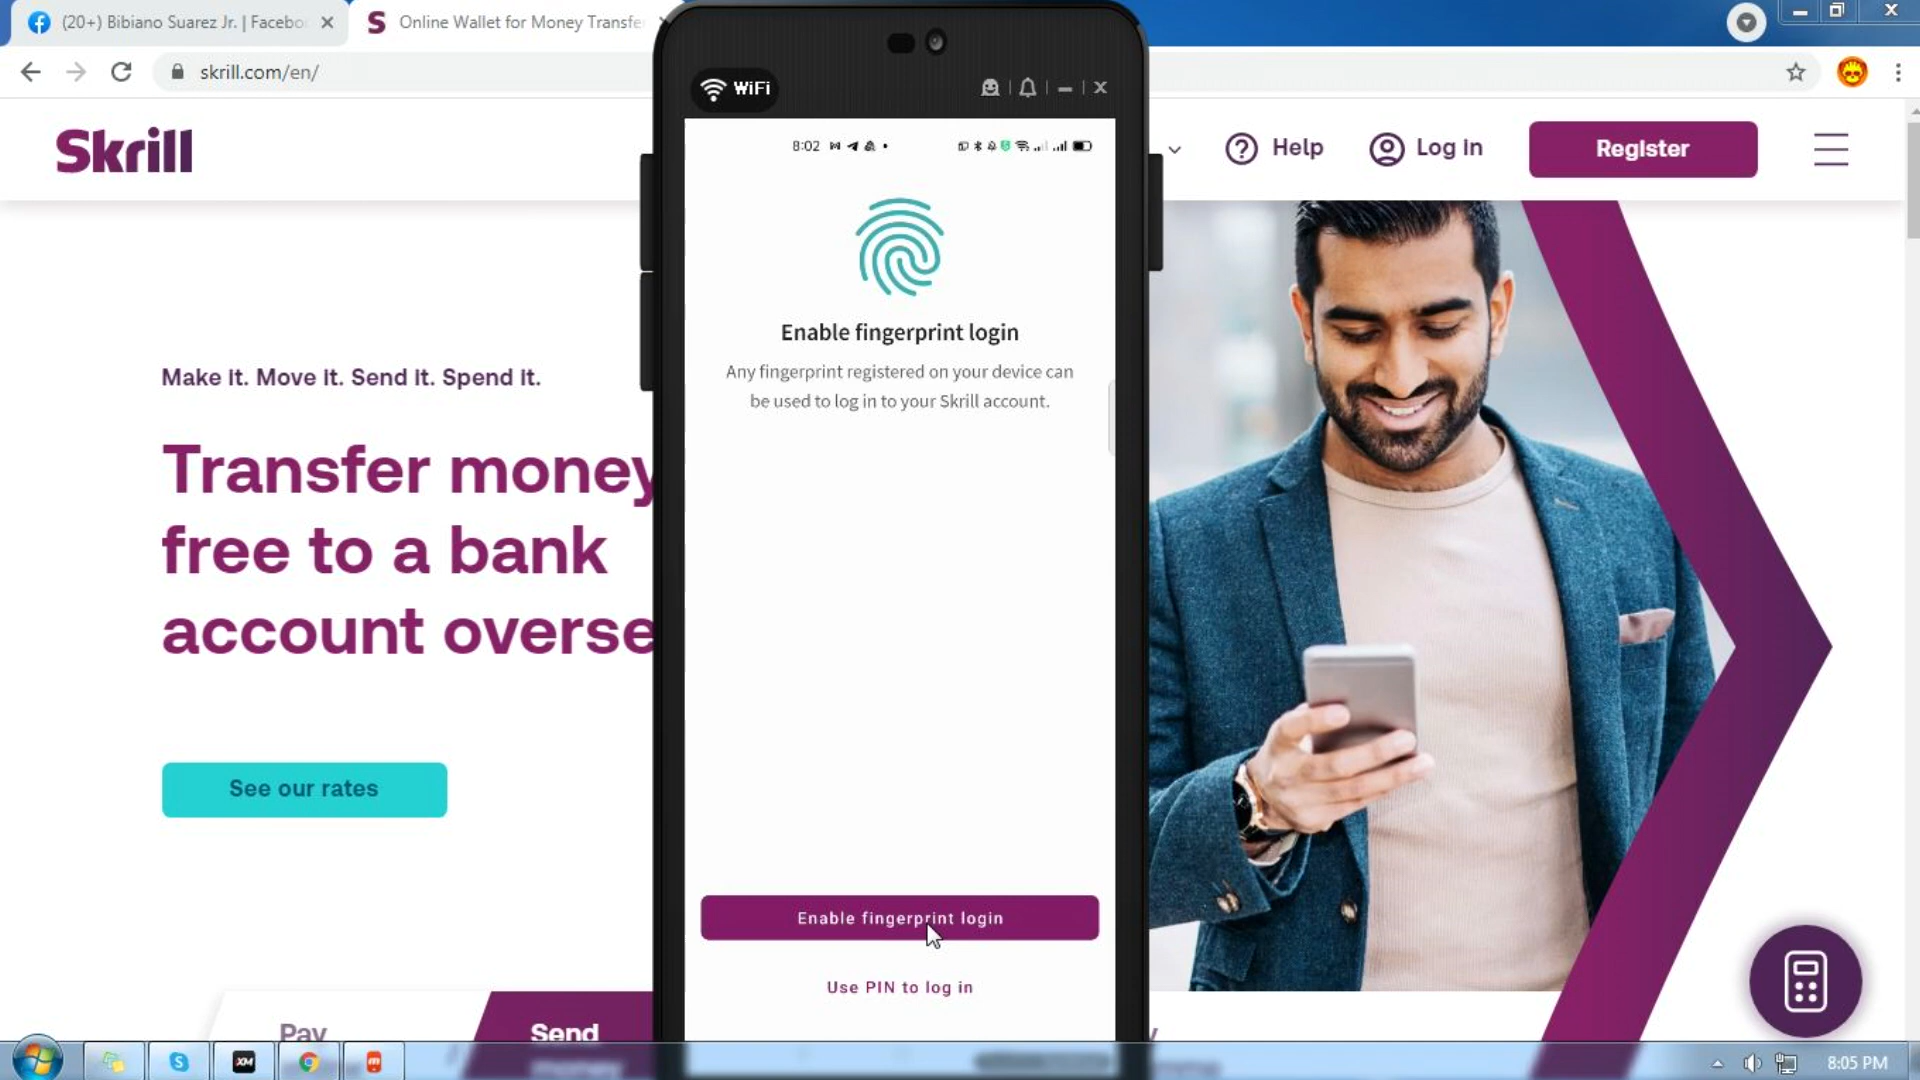 (20+) Bibiano Suarez Jr. | Facebo
Online Wallet for Money Transfe
skrill.com/en/
WiFi
Skrill
Help
Log in
Register
8:02
Make it. Move it. Send it. Spend it.
Transfer money
free to a bank
account overse
See our rates
Enable fingerprint login
Any fingerprint registered on your device can
be used to log in to your Skrill account.
Enable fingerprint login
Use PIN to log in
Pay
Send
money
XM
8:05 PM